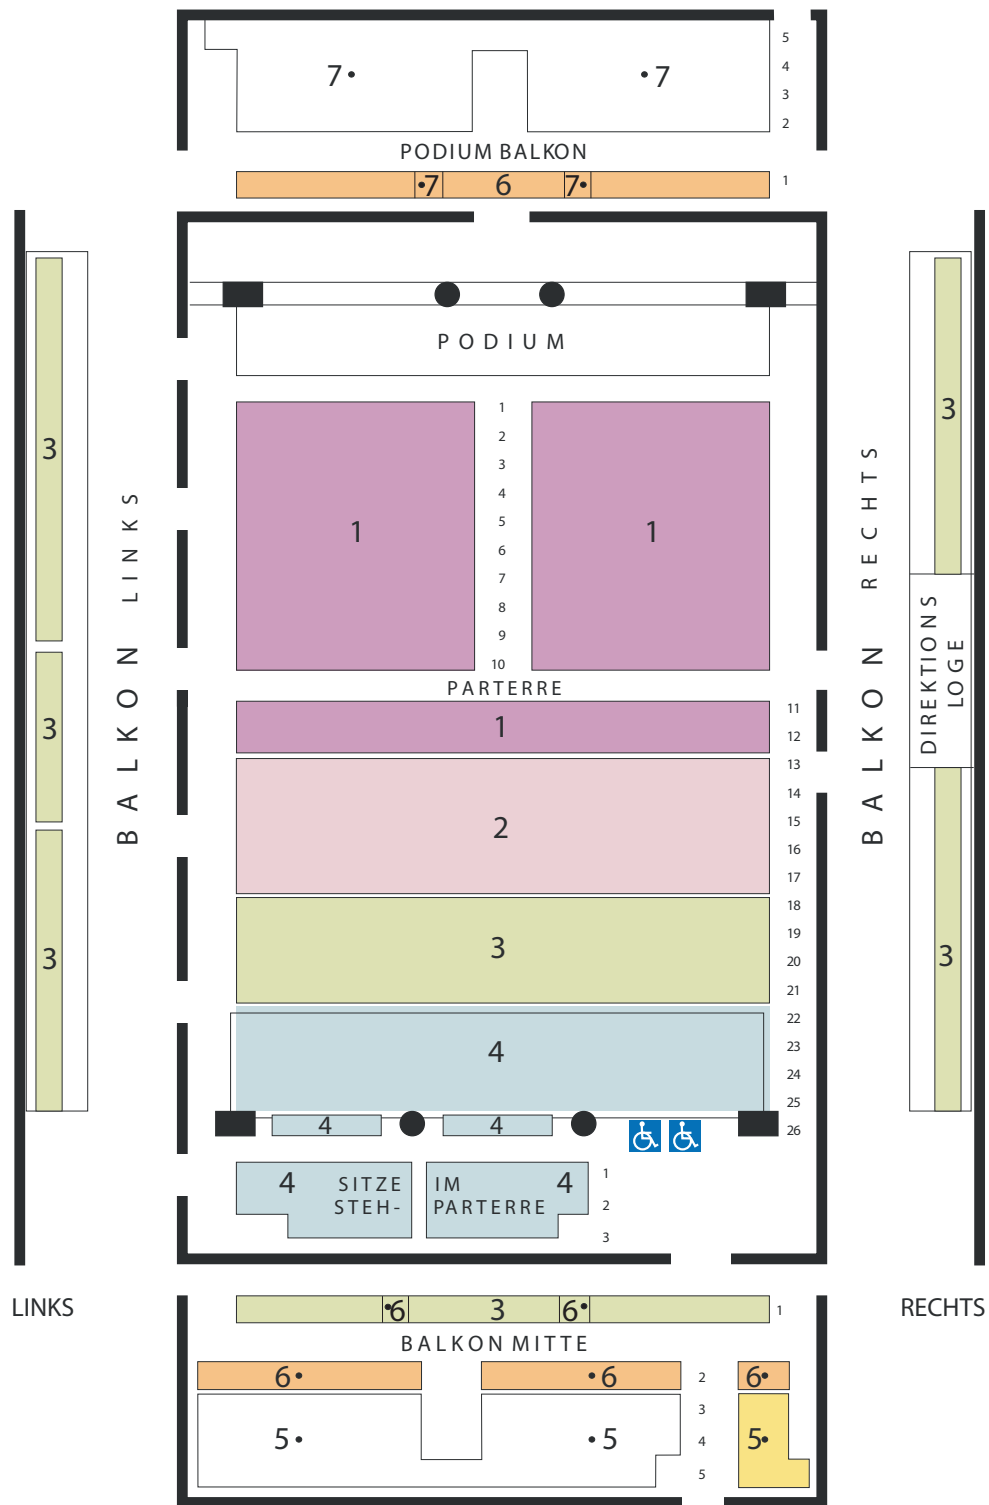 5
7• •7 4
3
2
PODIUM BALKON
•7 6 7• 1
PODIUM
1
2
3
3 3
4
1 1 5
6
7
8
9
10
BALKON LINKS
BALKON RECHTS
PARTERRE
11
1 12
3
DIREKTIONS
LOGE
13
14
2 15
16
17
18
3 19
20
21
3 3
22
4 23
24
25
4 4 26
4 SITZE IM 4 1
STEH- PARTERRE 2
3
LINKS RECHTS
•6 3 6• 1
BALKON MITTE
6• •6 2 6•
3
5• •5 4 5•
5